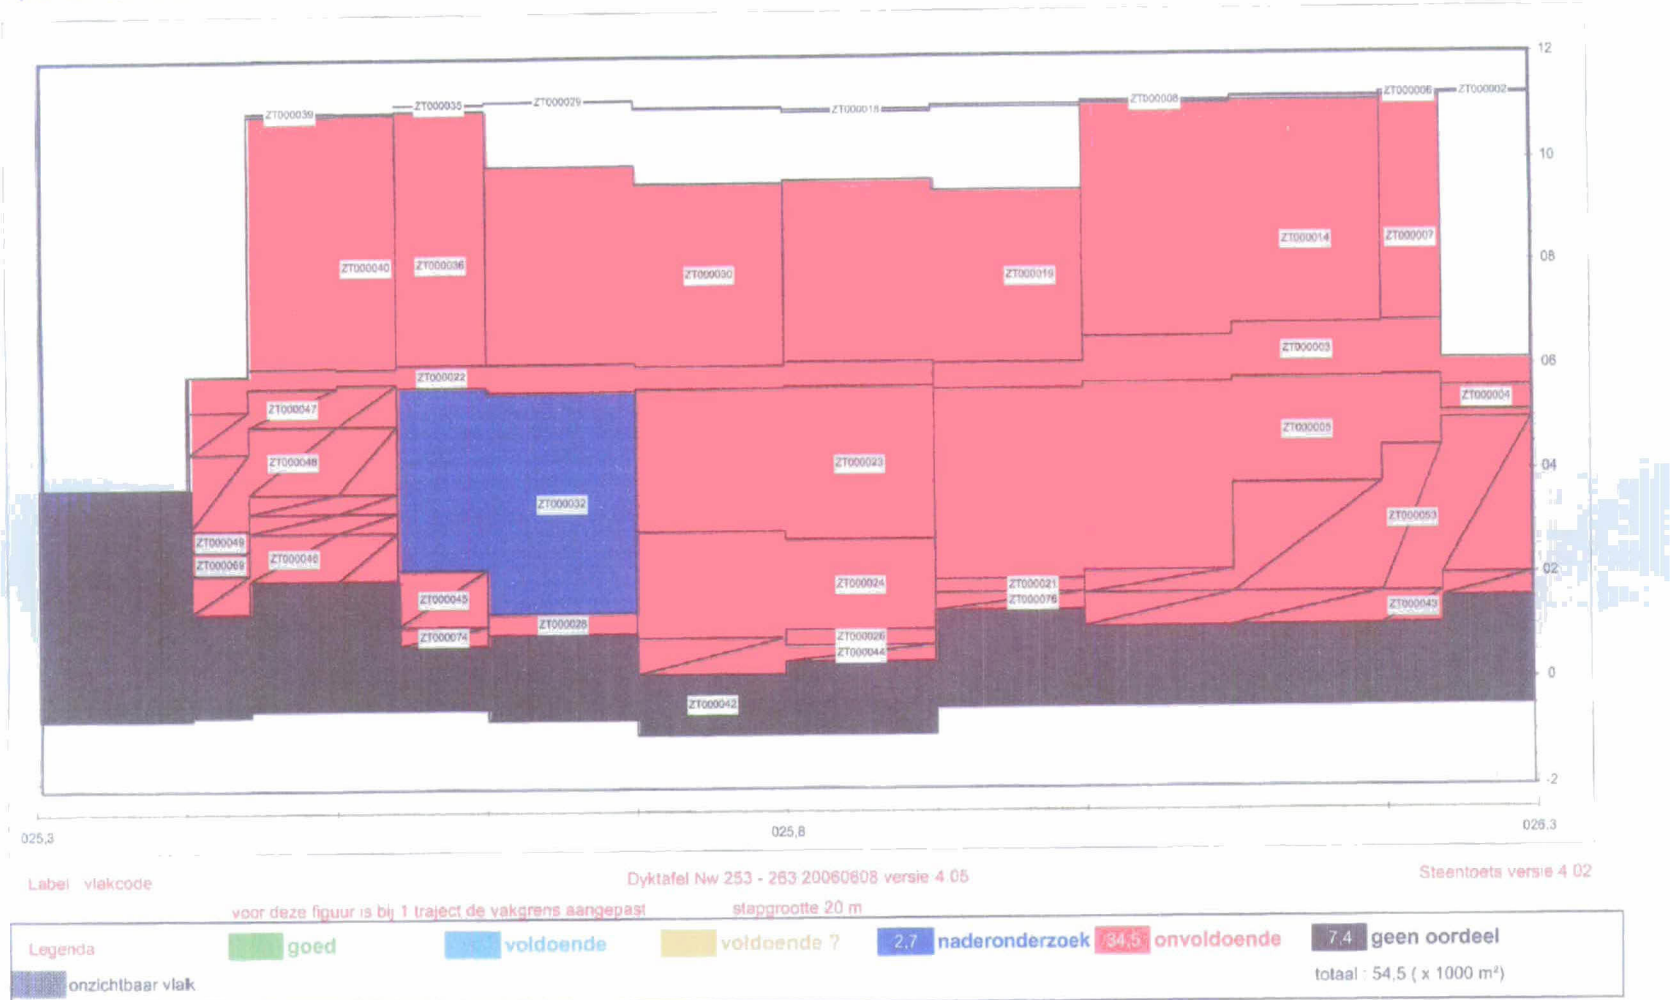 12
ZT000039 ZT000035 ZT000029 ZT000018 ZT000008 ZT000006 ZT000002
10
ZT000040 ZT000036 ZT000030 ZT000019 ZT000014 ZT000007
08
ZT000003
06
ZT000022
ZT000047 ZT000004
ZT000005
ZT000048 ZT000023 04
ZT000032 ZT000053
ZT000049
ZT000069 ZT000046 02
ZT000024 ZT000021
ZT000045 ZT000076 ZT000043
ZT000074 ZT000028 ZT000026
ZT000044
0
ZT000042
-2
025,3 025,8 026.3
Label vlakcode Dyktafel Nw 253 - 263 20060608 versie 4.05 Steentoets versie 4.02
voor deze figuur is bij 1 traject de vakgrens aangepast stapgrootte 20 m
Legenda goed voldoende voldoende ? 2,7 naderonderzoek 34,5 onvoldoende 7,4 geen oordeel
onzichtbaar vlak totaal : 54,5 ( x 1000 m²)